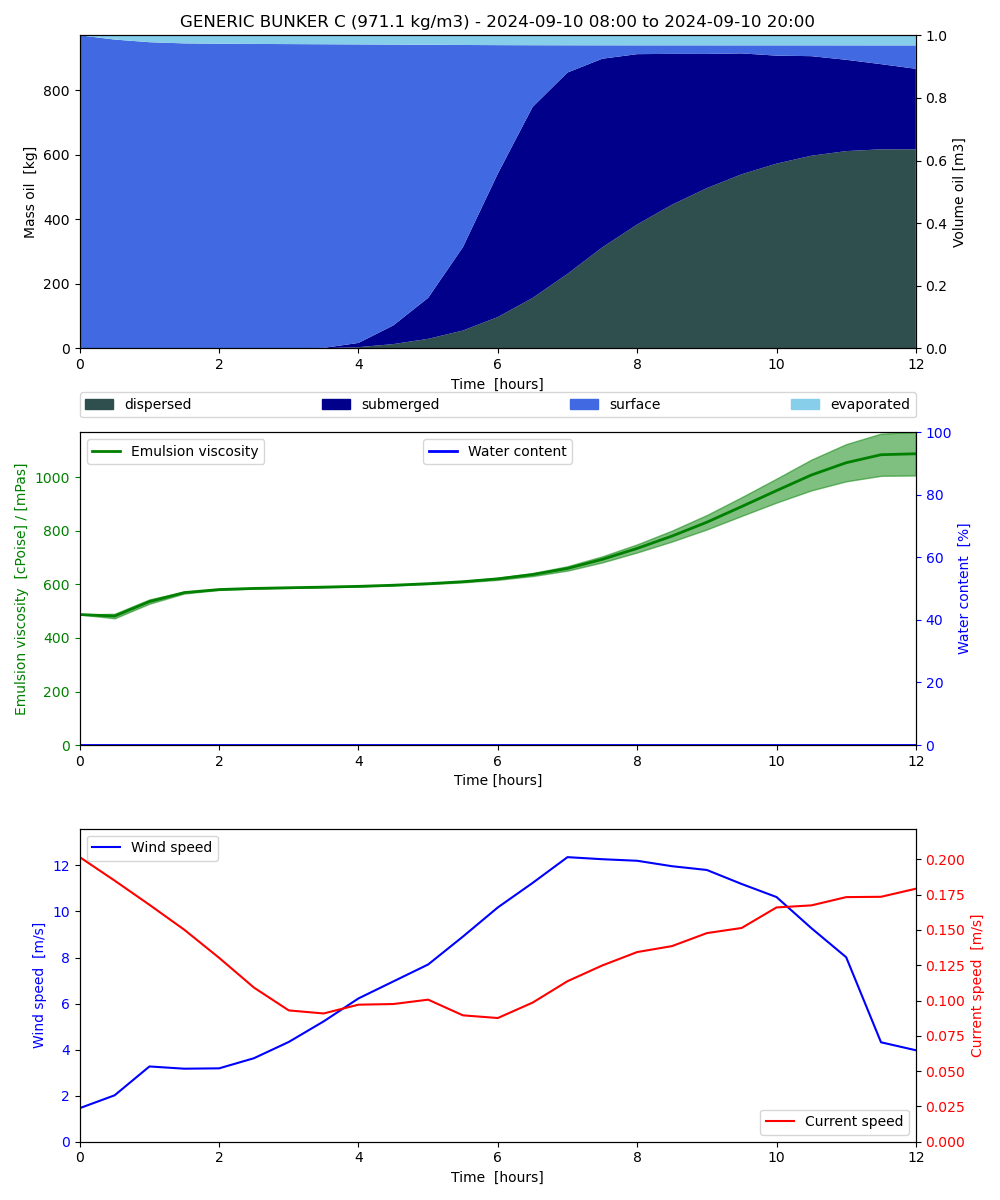 GENERIC BUNKER C (971.1 kg/m3) - 2024-09-10 08:00 to 2024-09-10 20:00
Mass oil [kg]
800
600
400
200
0
1.0
0.8
0.6
0.4
0.2
0.0
Volume oil [m3]
0 2 4 6 8 10 12
Time [hours]
dispersed submerged surface evaporated
Emulsion viscosity Water content
Emulsion viscosity [cPoise] / [mPas]
1000
800
600
400
200
0
100
80
60
40
20
0
Water content [%]
0 2 4 6 8 10 12
Time [hours]
Wind speed
Wind speed [m/s]
12
10
8
6
4
2
0
0.200
0.175
0.150
0.125
0.100
0.075
0.050
0.025
0.000
Current speed [m/s]
Current speed
0 2 4 6 8 10 12
Time [hours]